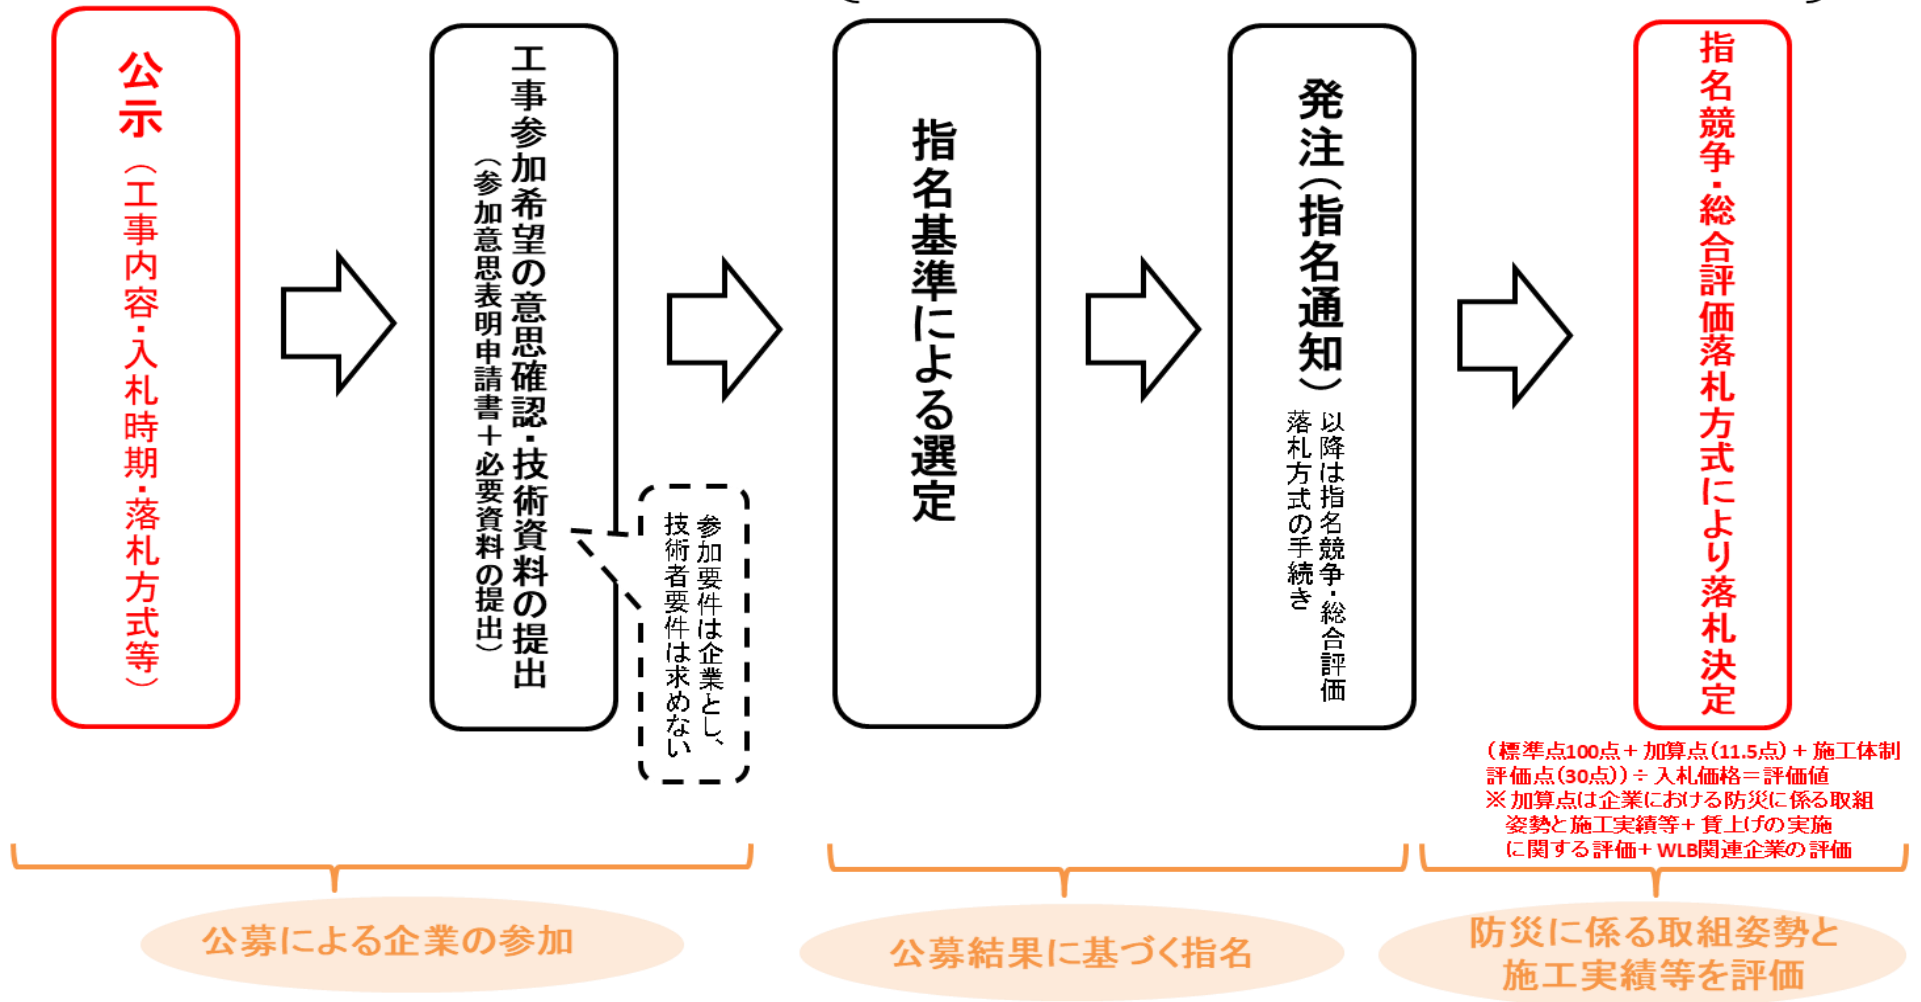 公示（工事内容・入札時期・落札方式等）
工事参加希望の意思確認・技術資料の提出
（参加意思表明申請書＋必要資料の提出）
参加要件は企業とし、
技術者要件は求めない
指名基準による選定
発注（指名通知）
以降は指名競争・総合評価
落札方式の手続き
指名競争・総合評価落札方式により落札決定
（標準点100点＋加算点（11.5点）＋施工体制
評価点（30点））÷入札価格＝評価値
※加算点は企業における防災に係る取組
姿勢と施工実績等＋賃上げの実施
に関する評価＋WLB関連企業の評価
公募による企業の参加
公募結果に基づく指名
防災に係る取組姿勢と
施工実績等を評価